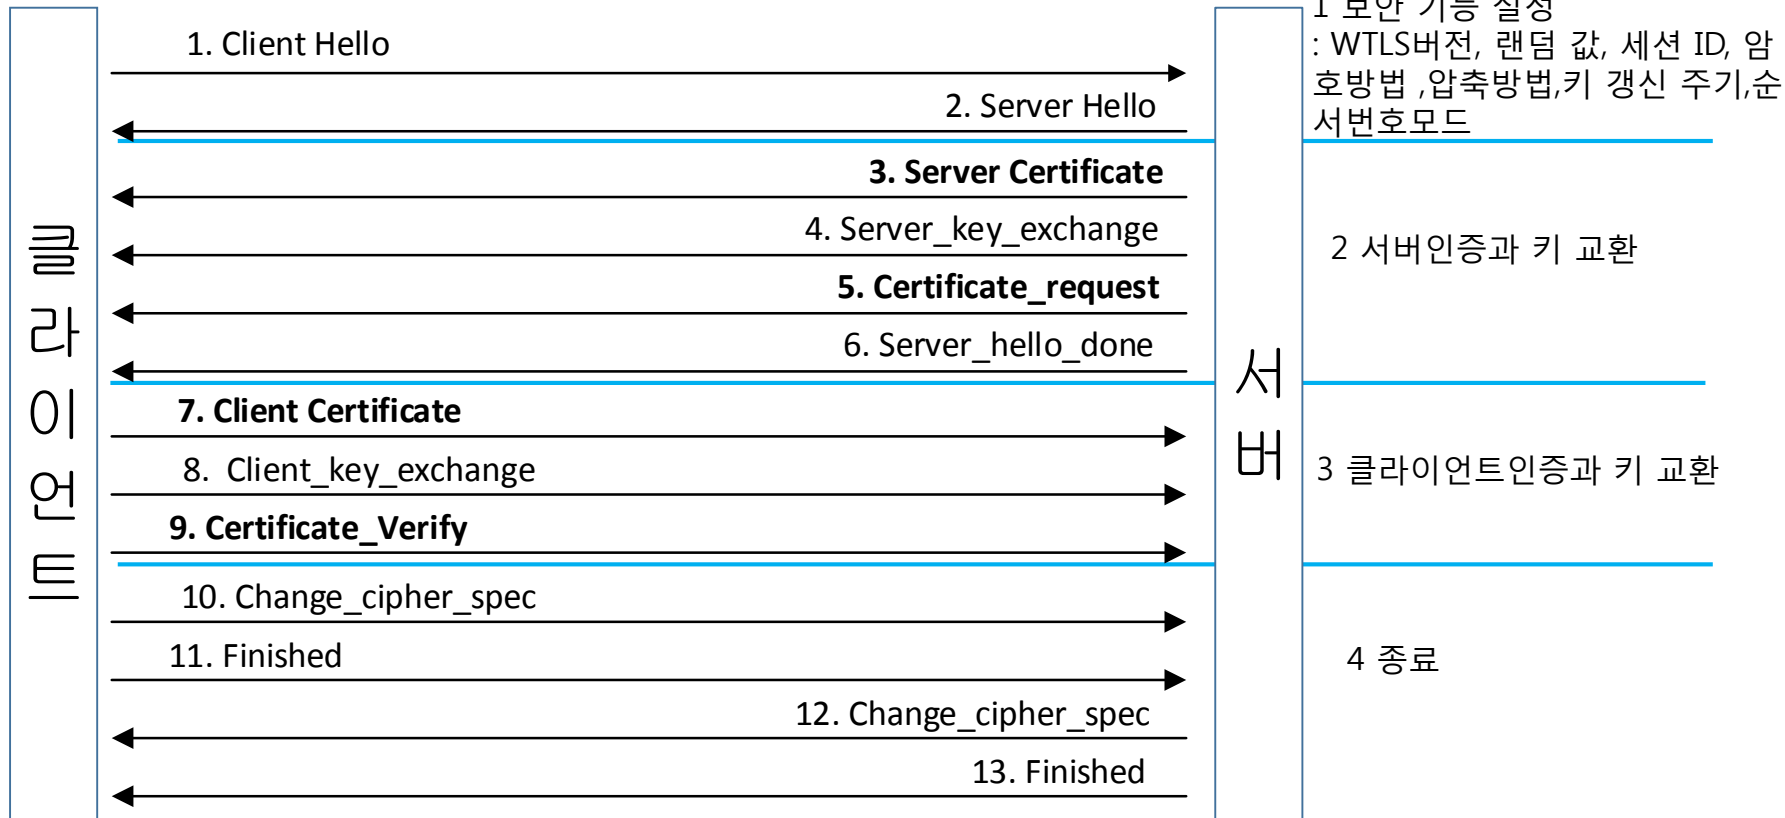 1 보안 기능 설정
: WTLS버전, 랜덤 값, 세션 ID, 암
호방법 ,압축방법,키 갱신 주기,순
서번호모드
1. Client Hello
2. Server Hello
3. Server Certificate
4. Server_key_exchange
5. Certificate_request
6. Server_hello_done
2 서버인증과 키 교환
클라이언트
서버
7. Client Certificate
8. Client_key_exchange
9. Certificate_Verify
3 클라이언트인증과 키 교환
10. Change_cipher_spec
11. Finished
12. Change_cipher_spec
13. Finished
4 종료